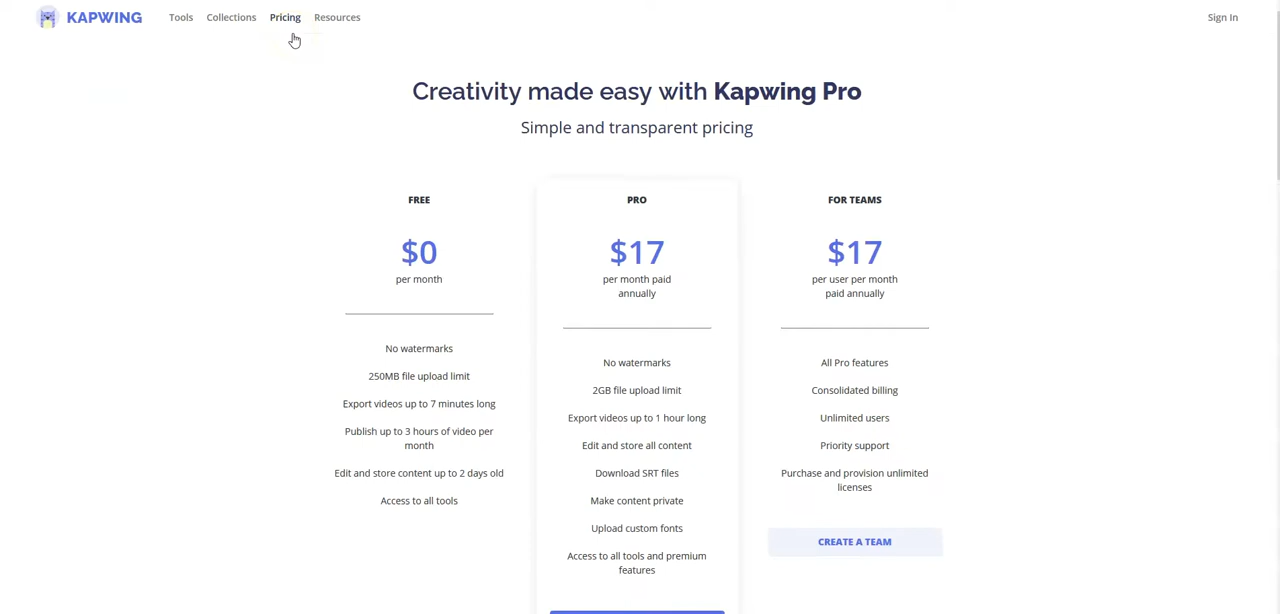 KAPWING
Tools
Collections
Pricing
Resources
Sign In
Creativity made easy with Kapwing Pro
Simple and transparent pricing
FREE
$0
per month
No watermarks
250MB file upload limit
Export videos up to 7 minutes long
Publish up to 3 hours of video per
month
Edit and store content up to 2 days old
Access to all tools
PRO
$17
per month paid
annually
No watermarks
2GB file upload limit
Export videos up to 1 hour long
Edit and store all content
Download SRT files
Make content private
Upload custom fonts
Access to all tools and premium
features
FOR TEAMS
$17
per user per month
paid annually
All Pro features
Consolidated billing
Unlimited users
Priority support
Purchase and provision unlimited
licenses
CREATE A TEAM